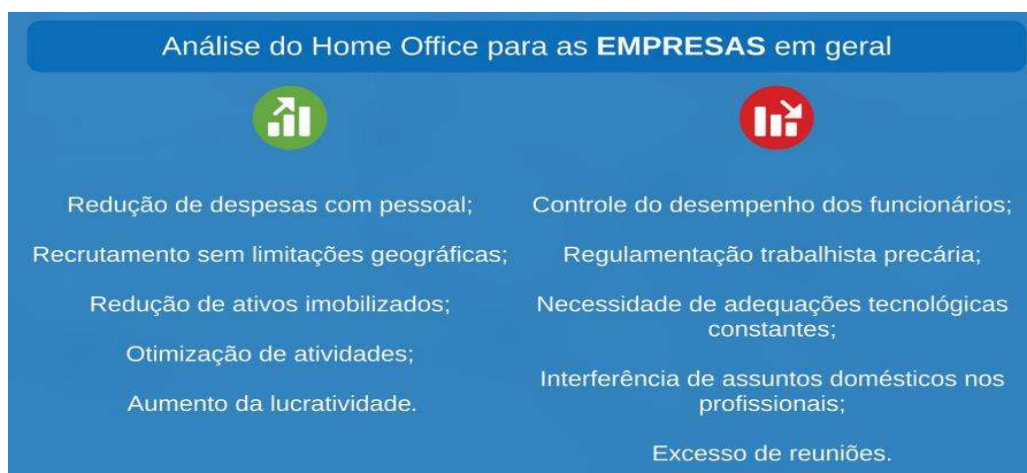 Análise do Home Office para as EMPRESAS em geral
Redução de despesas com pessoal;
Recrutamento sem limitações geográficas;
Redução de ativos imobilizados;
Otimização de atividades;
Aumento da lucratividade.
Controle do desempenho dos funcionários;
Regulamentação trabalhista precária;
Necessidade de adequações tecnológicas
constantes;
Interferência de assuntos domésticos nos
profissionais;
Excesso de reuniões.